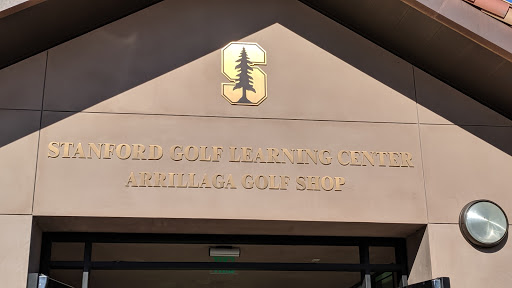 S
STANFORD GOLF LEARNING CENTER
ARRILLAGA GOLF SHOP